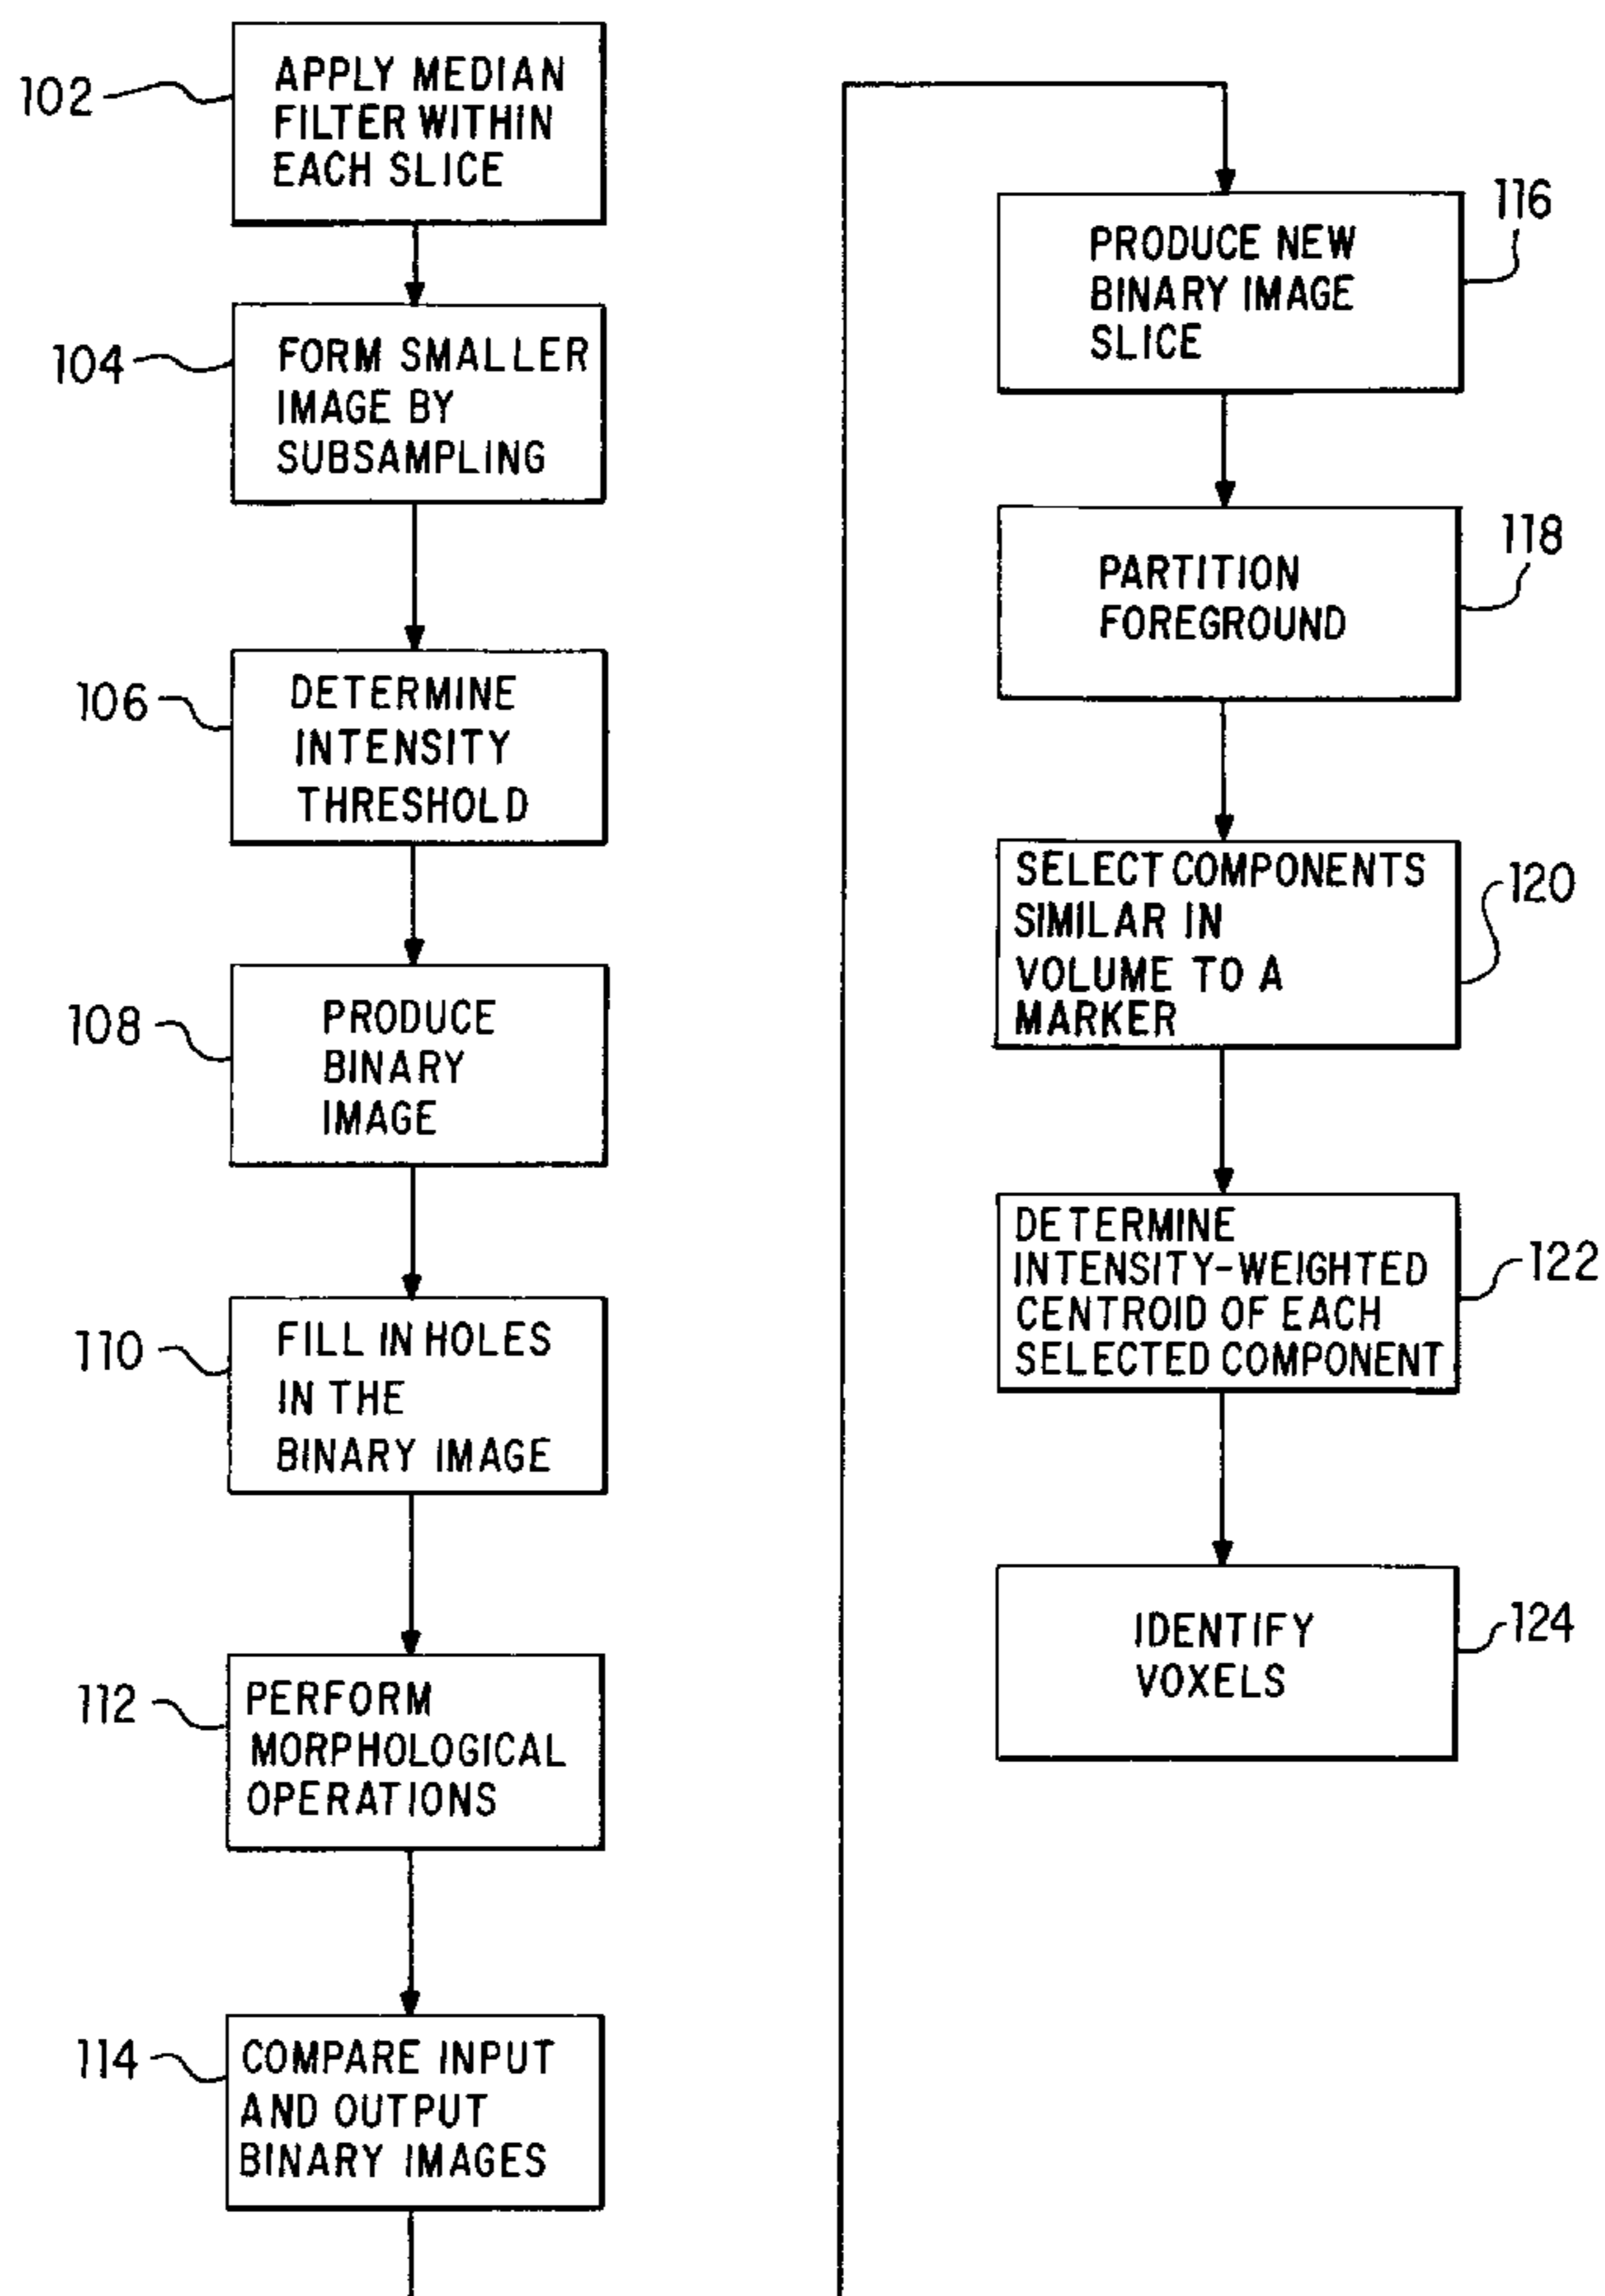 102
APPLY MEDIAN
FILTER WITHIN
EACH SLICE
104
FORM SMALLER
IMAGE BY
SUBSAMPLING
106
DETERMINE
INTENSITY
THRESHOLD
108
PRODUCE
BINARY
IMAGE
110
FILL IN HOLES
IN THE
BINARY IMAGE
112
PERFORM
MORPHOLOGICAL
OPERATIONS
114
COMPARE INPUT
AND OUTPUT
BINARY IMAGES
116
PRODUCE NEW
BINARY IMAGE
SLICE
118
PARTITION
FOREGROUND
120
SELECT COMPONENTS
SIMILAR IN
VOLUME TO A
MARKER
122
DETERMINE
INTENSITY-WEIGHTED
CENTROID OF EACH
SELECTED COMPONENT
124
IDENTIFY
VOXELS